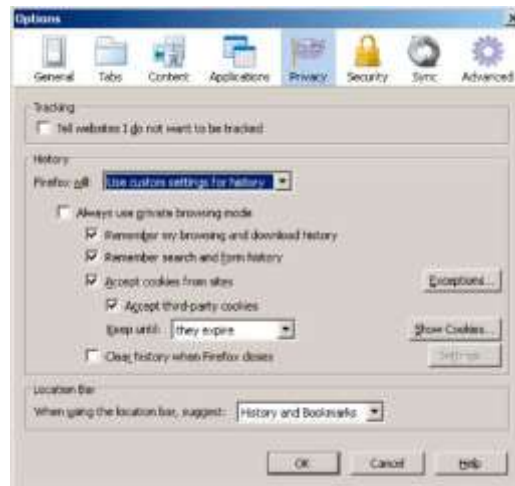 Options
General Tabs Content Applications Privacy Security Sync Advanced
Tracking
Tell websites I do not want to be tracked
History
Firefox will: Use custom settings for history
Always use private browsing mode
Remember my browsing and download history
Remember search and form history
Accept cookies from sites Exceptions...
Accept third-party cookies
Keep until: they expire Show Cookies...
Clear history when Firefox closes Settings...
Location Bar
When using the location bar, suggest: History and Bookmarks
OK Cancel Help